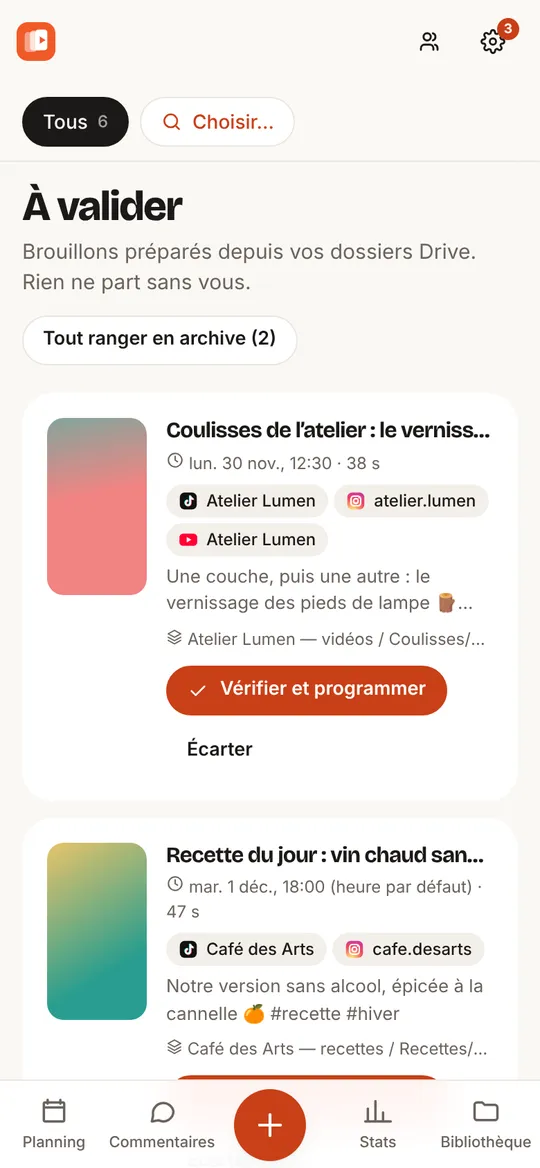 3
Tous 6
Choisir...
À valider
Brouillons préparés depuis vos dossiers Drive.
Rien ne part sans vous.
Tout ranger en archive (2)
Coulisses de l’atelier : le verniss...
lun. 30 nov., 12:30 · 38 s
Atelier Lumen
atelier.lumen
Atelier Lumen
Une couche, puis une autre : le
vernissage des pieds de lampe 🪵...
Atelier Lumen — vidéos / Coulisses/...
Vérifier et programmer
Écarter
Recette du jour : vin chaud san...
mar. 1 déc., 18:00 (heure par défaut) ·
47 s
Café des Arts
cafe.desarts
Notre version sans alcool, épicée à la
cannelle 🍊 #recette #hiver
Café des Arts — recettes / Recettes/...
Planning
Commentaires
Stats
Bibliothèque